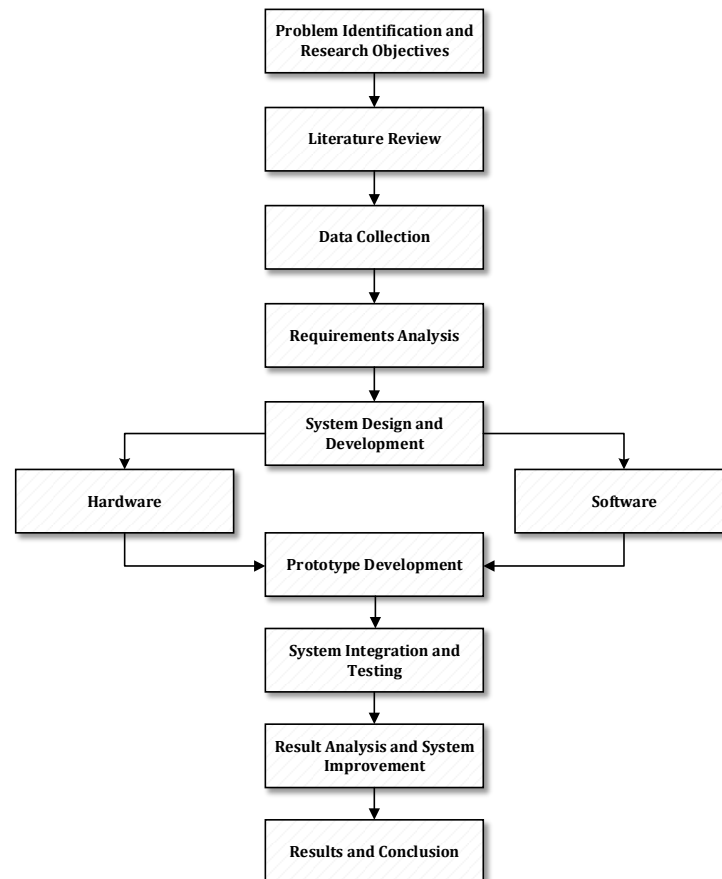 Problem Identification and
Research Objectives
Literature Review
Data Collection
Requirements Analysis
System Design and
Development
Hardware
Software
Prototype Development
System Integration and
Testing
Result Analysis and System
Improvement
Results and Conclusion